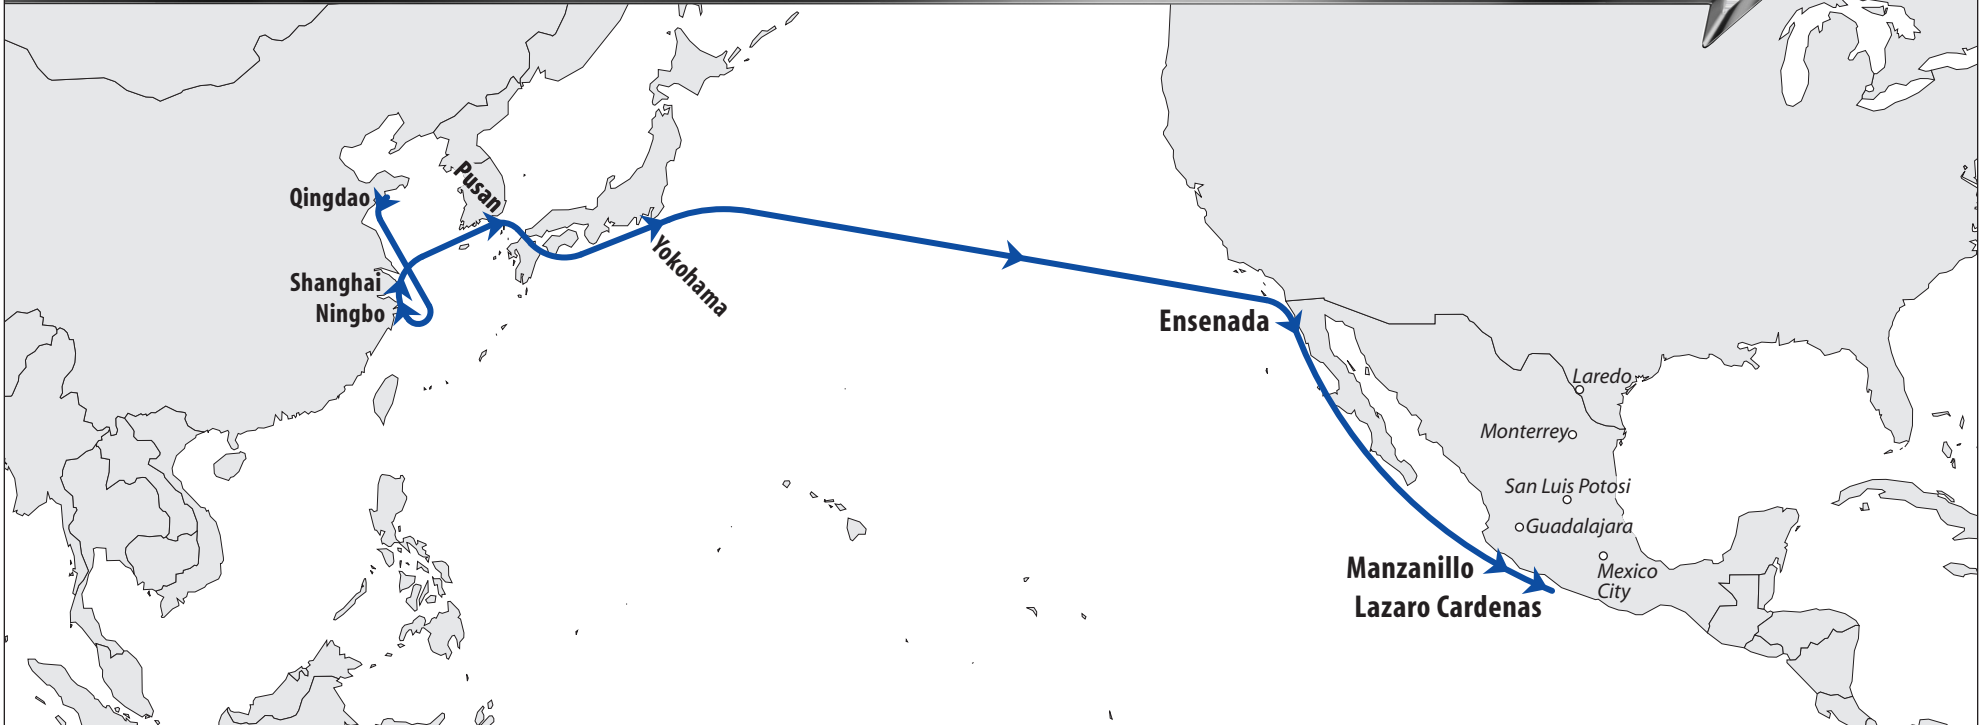 Qingdao
Pusan
Shanghai
Ningbo
Yokohama
Ensenada
Laredo
Monterrey
San Luis Potosi
Guadalajara
Manzanillo
Mexico
City
Lazaro Cardenas